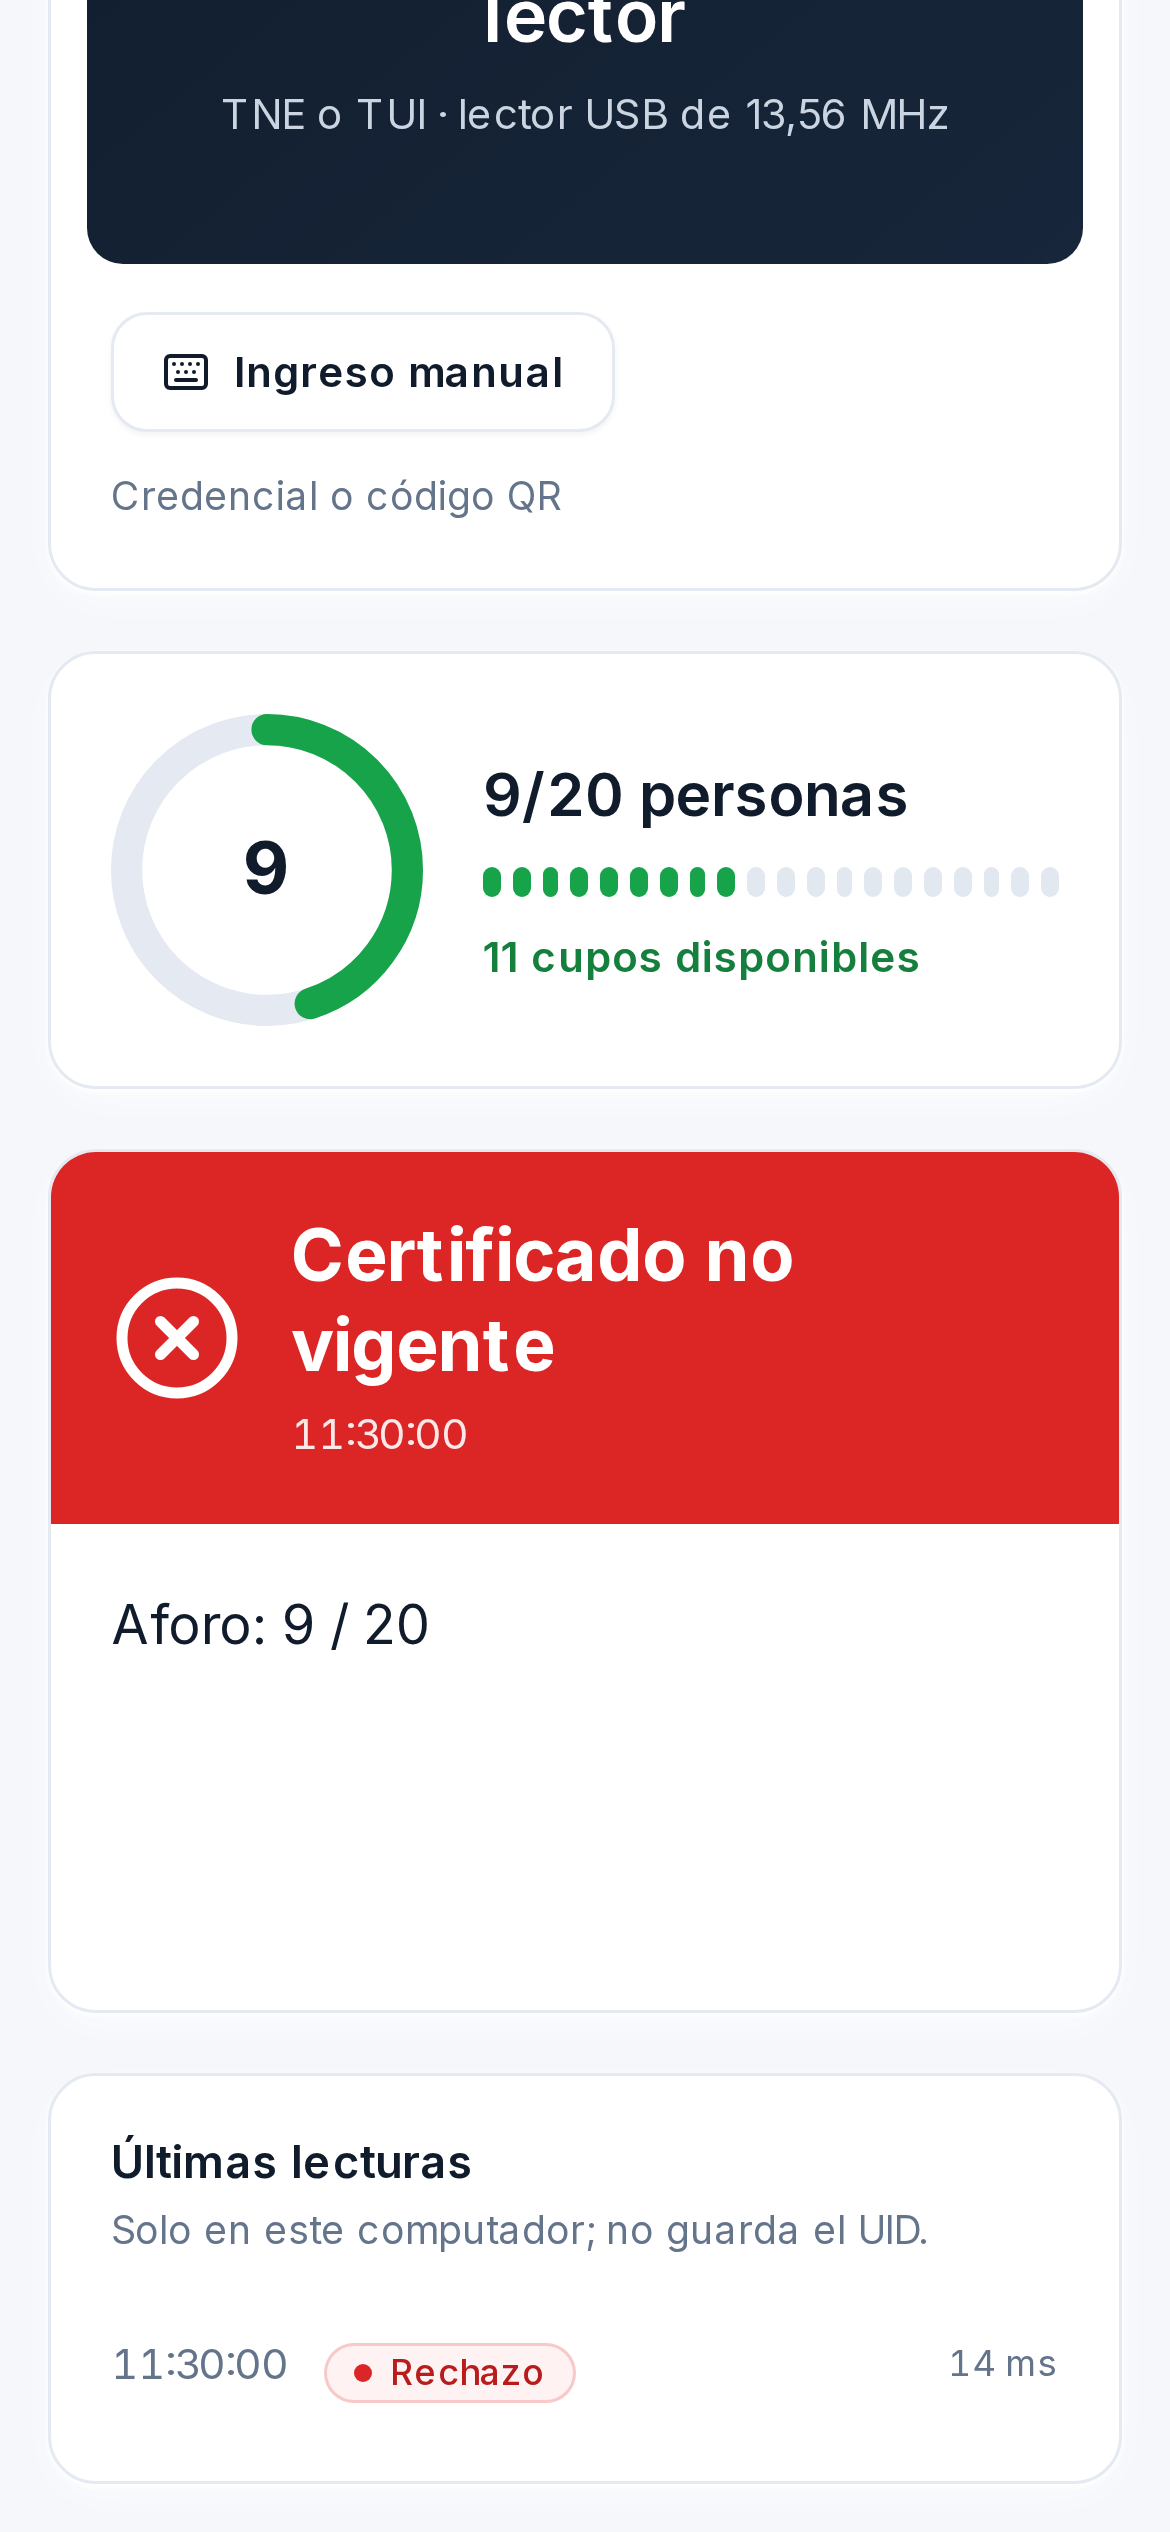 lector
TNE o TUI · lector USB de 13,56 MHz
Ingreso manual
Credencial o código QR
9
9/20 personas
11 cupos disponibles
Certificado no
vigente
11:30:00
Aforo: 9 / 20
Últimas lecturas
Solo en este computador; no guarda el UID.
11:30:00 Rechazo 14 ms